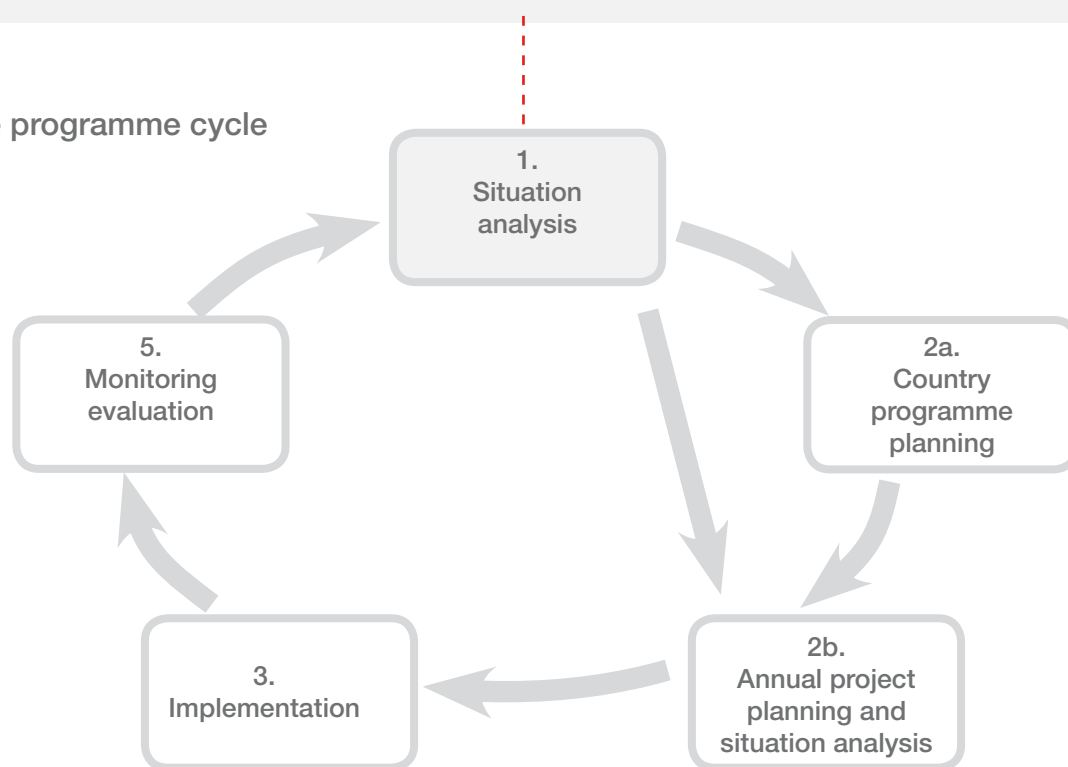 programme cycle
1.
Situation
analysis
5.
Monitoring
evaluation
2a.
Country
programme
planning
3.
Implementation
2b.
Annual project
planning and
situation analysis